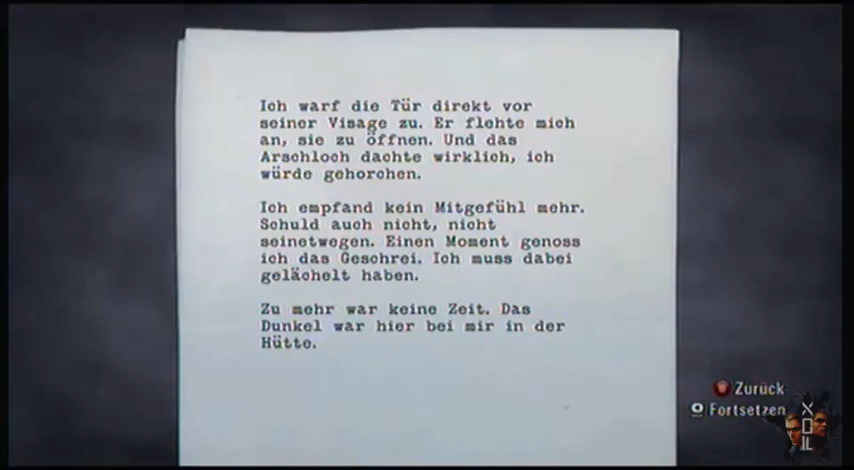 Ich warf die Tür direkt vor
seiner Visage zu. Er flehte mich
an, sie zu öffnen. Und das
Arschloch dachte wirklich, ich
würde gehorchen.
Ich empfand kein Mitgefühl mehr.
Schuld auch nicht, nicht
seinetwegen. Einen Moment genoss
ich das Geschrei. Ich muss dabei
gelächelt haben.
Zu mehr war keine Zeit. Das
Dunkel war hier bei mir in der
Hütte.
Zurück
Fortsetzen